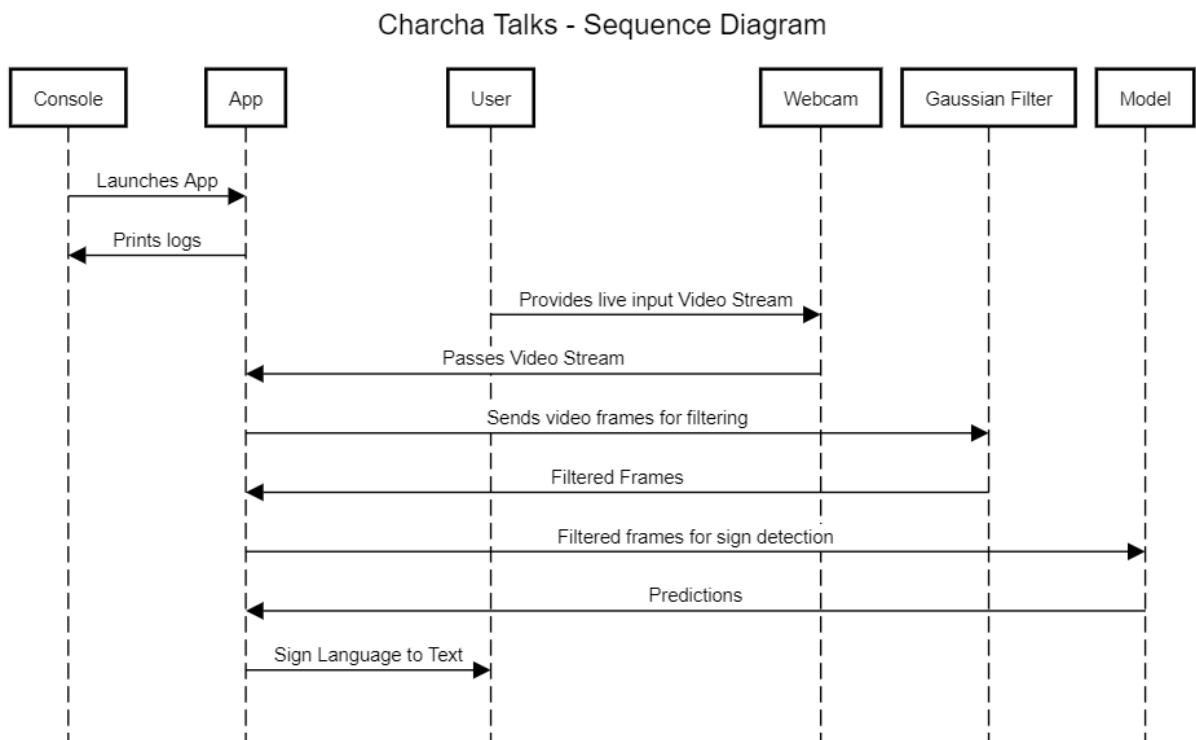 Charcha Talks - Sequence Diagram
Console
App
User
Webcam
Gaussian Filter
Model
Launches App
Prints logs
Provides live input Video Stream
Passes Video Stream
Sends video frames for filtering
Filtered Frames
Filtered frames for sign detection
Predictions
Sign Language to Text